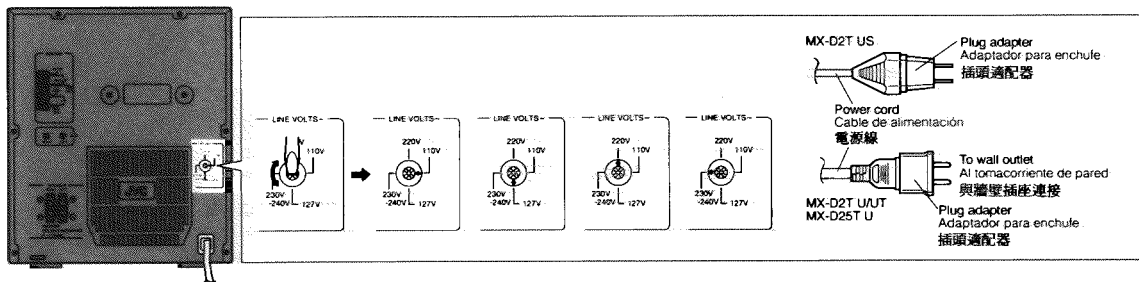 JVC
LINE VOLTS~
V
110V
230V
-240V
127V
LINE VOLTS~
220V
110V
230V
-240V
127V
LINE VOLTS~
220V
110V
230V
-240V
127V
LINE VOLTS~
220V
110V
230V
-240V
127V
LINE VOLTS~
220V
110V
230V
-240V
127V
MX-D2T US
Plug adapter
Adaptador para enchufe
插頭適配器
Power cord
Cable de alimentación
電源線
To wall outlet
Al tomacorriente de pared
與牆壁插座連接
MX-D2T U/UT
MX-D25T U
Plug adapter
Adaptador para enchufe
插頭適配器